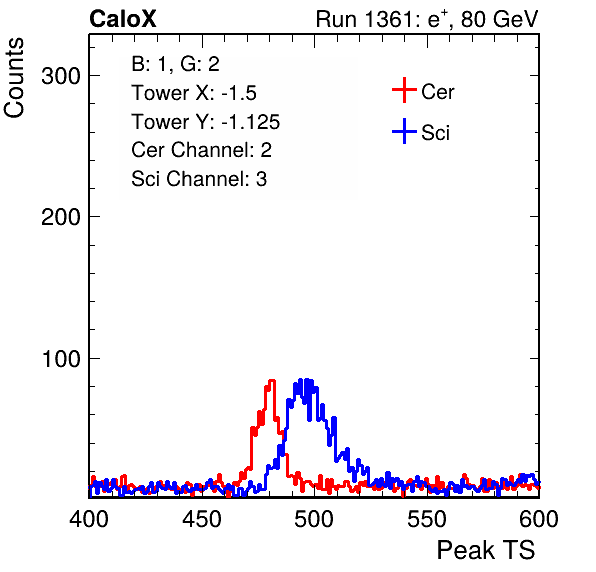 CaloX Run 1361: e⁺, 80 GeV
Counts
B: 1, G: 2
Tower X: -1.5
Tower Y: -1.125
Cer Channel: 2
Sci Channel: 3
Cer
Sci
300
200
100
400 450 500 550 600
Peak TS